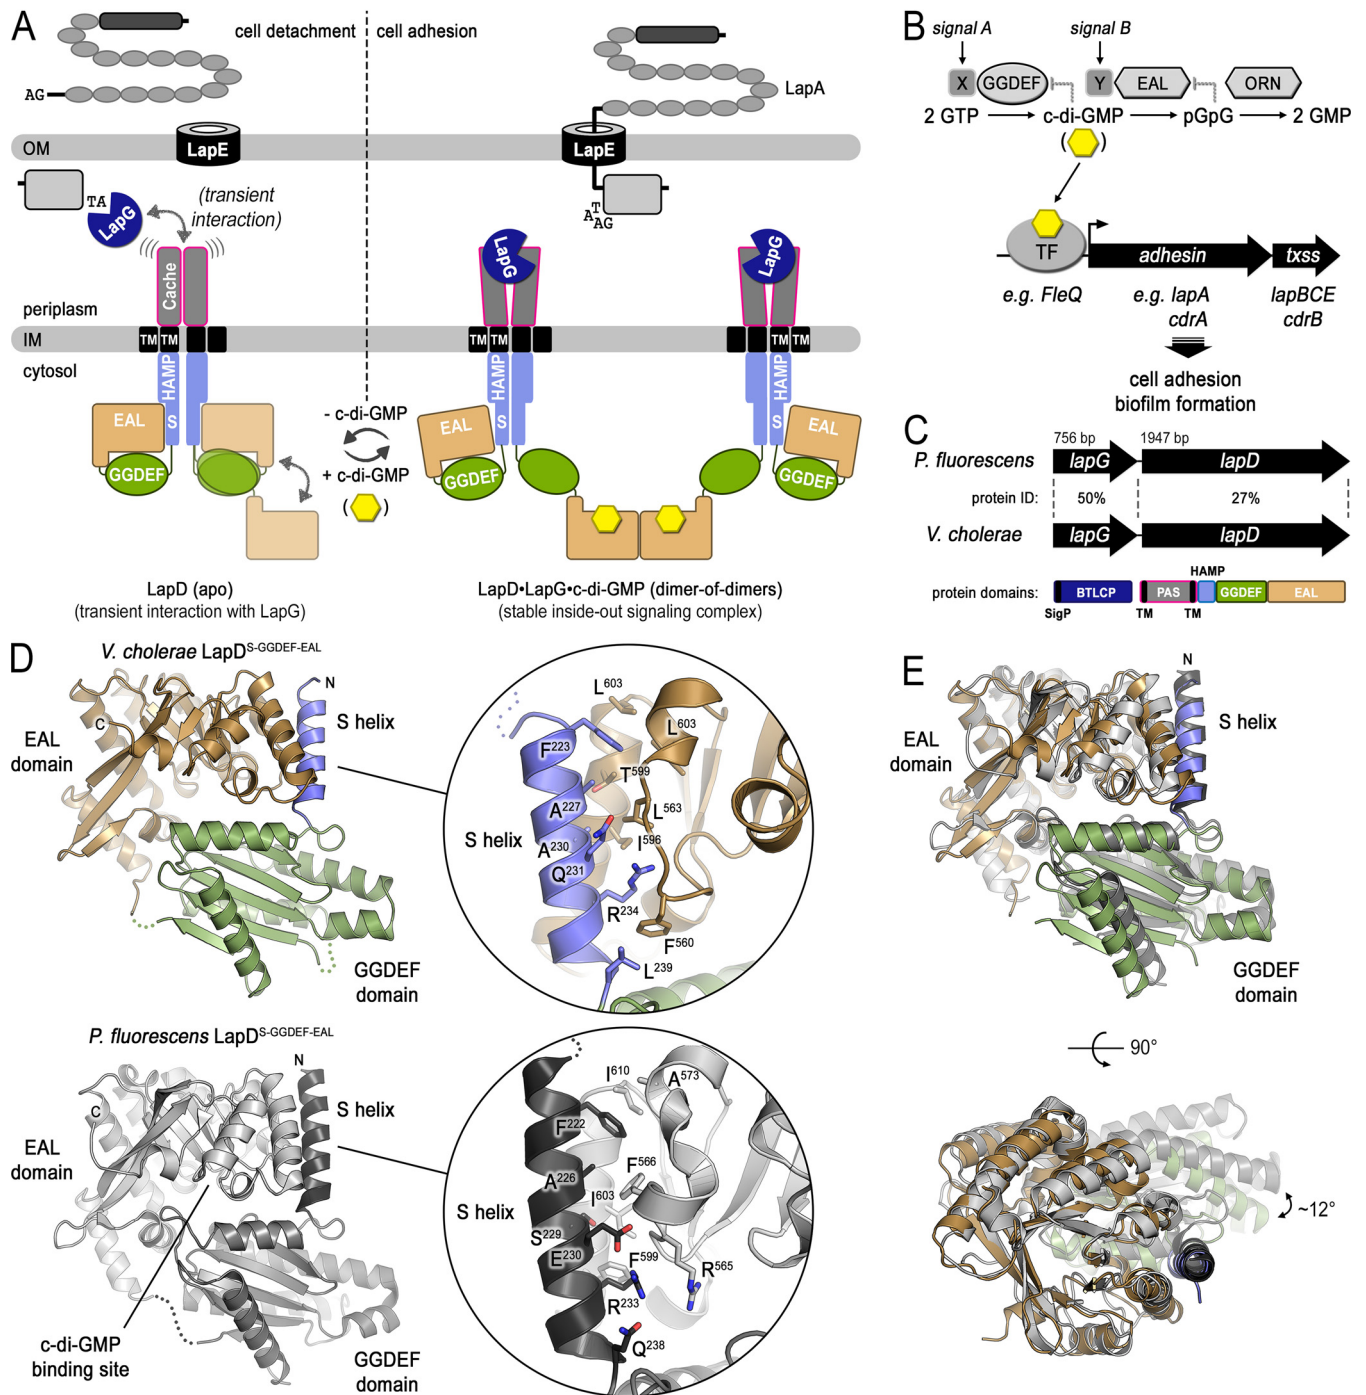 A
cell detachment
cell adhesion
AG
LapA
OM
LapE
LapE
TA
LapG
(transient
interaction)
A
T
AG
LapG
LapG
Cache
periplasm
IM
TM TM
TM TM
TM TM
cytosol
HAMP
HAMP
HAMP
S
S
S
EAL
EAL
EAL
GGDEF
GGDEF
GGDEF
- c-di-GMP
+ c-di-GMP
( )
LapD (apo)
(transient interaction with LapG)
LapD•LapG•c-di-GMP (dimer-of-dimers)
(stable inside-out signaling complex)
B
signal A
signal B
X
GGDEF
Y
EAL
ORN
2 GTP
c-di-GMP
pGpG
2 GMP
( )
TF
adhesin
txss
e.g. FleQ
e.g. lapA
cdrA
lapBCE
cdrB
cell adhesion
biofilm formation
C
756 bp
1947 bp
P. fluorescens
lapG
lapD
protein ID:
50%
27%
V. cholerae
lapG
lapD
HAMP
protein domains:
BTLCP
PAS
GGDEF
EAL
SigP
TM
TM
D
V. cholerae LapD^S-GGDEF-EAL
N
C
S helix
EAL
domain
GGDEF
domain
L603
L603
F223
T599
A227
L563
S helix
A230
I596
Q231
R234
F560
L239
P. fluorescens LapD^S-GGDEF-EAL
N
C
S helix
EAL
domain
c-di-GMP
binding site
GGDEF
domain
I610
A573
F222
F566
A226
I603
S helix
S229
E230
F599
R565
R233
Q238
E
N
S helix
EAL
domain
GGDEF
domain
90°
~12°